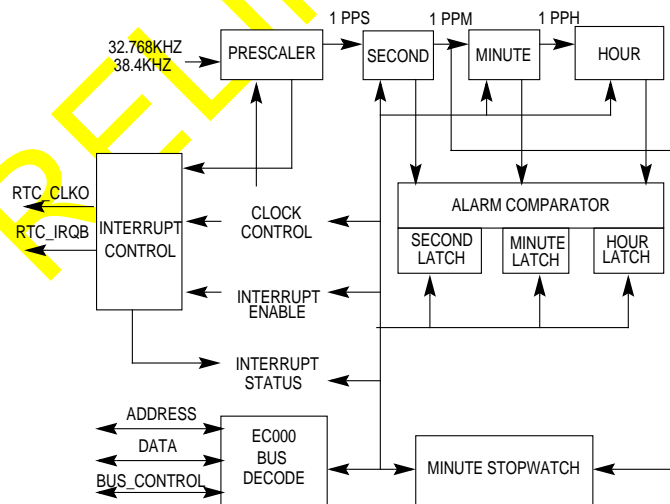 1 PPS
1 PPM
1 PPH
32.768KHZ
38.4KHZ
PRESCALER
SECOND
MINUTE
HOUR
RTC_CLKO
RTC_IRQB
INTERRUPT
CONTROL
CLOCK
CONTROL
ALARM COMPARATOR
SECOND
LATCH
MINUTE
LATCH
HOUR
LATCH
INTERRUPT
ENABLE
INTERRUPT
STATUS
ADDRESS
DATA
BUS_CONTROL
EC000
BUS
DECODE
MINUTE STOPWATCH